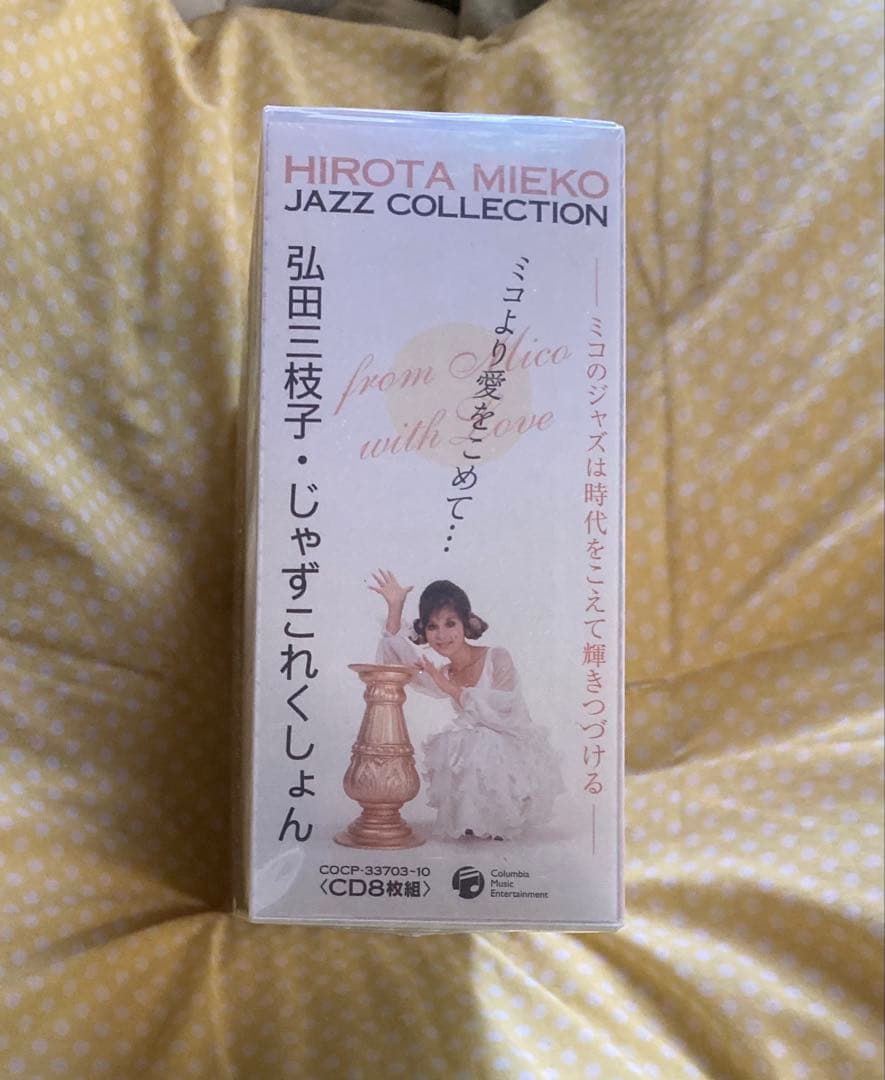 HIROTA MIEKO
JAZZ COLLECTION
―ミコのジャズは時代をこえて輝きつづける―
ミコより愛をこめて…
from Mico
with Love
弘田三枝子・じゃずこれくしょん
COCP-33703~10
〈CD8枚組〉
Columbia
Music
Entertainment